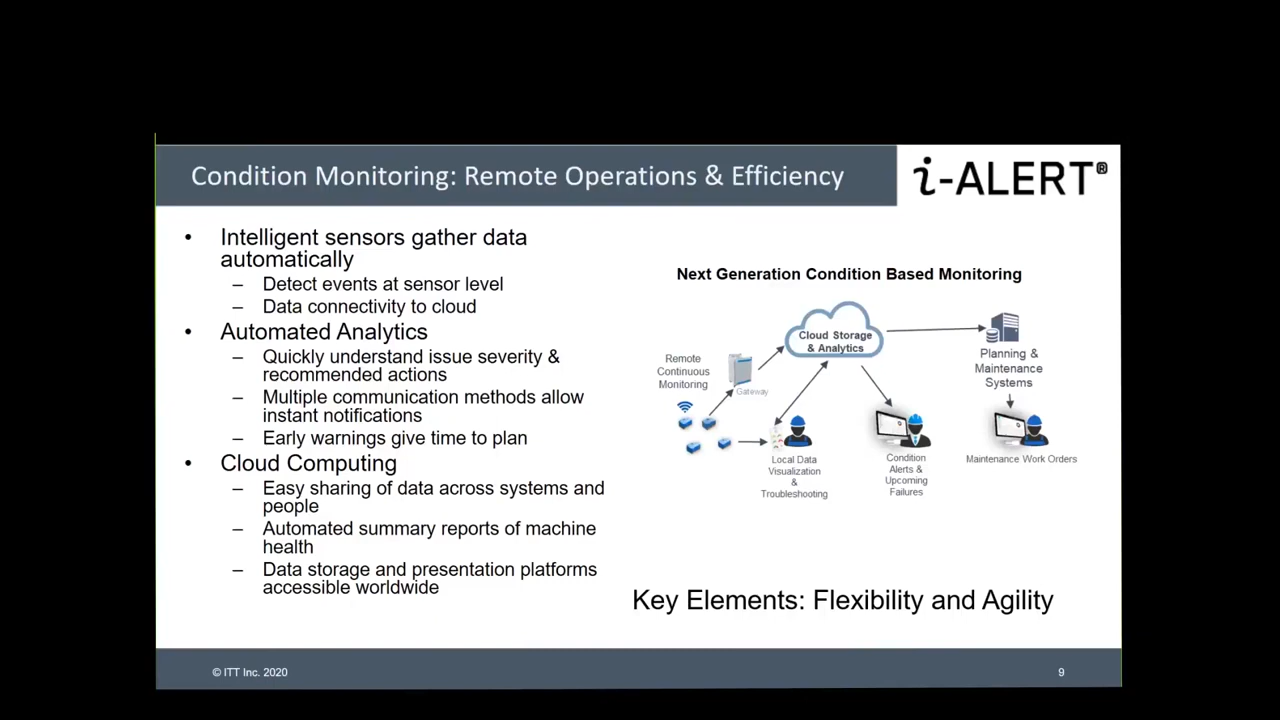 Condition Monitoring: Remote Operations & Efficiency
i-ALERT®
• Intelligent sensors gather data
automatically
– Detect events at sensor level
– Data connectivity to cloud
• Automated Analytics
– Quickly understand issue severity &
recommended actions
– Multiple communication methods allow
instant notifications
– Early warnings give time to plan
• Cloud Computing
– Easy sharing of data across systems and
people
– Automated summary reports of machine
health
– Data storage and presentation platforms
accessible worldwide
Next Generation Condition Based Monitoring
Cloud Storage
& Analytics
Remote
Continuous
Monitoring
Gateway
Planning &
Maintenance
Systems
Local Data
Visualization
&
Troubleshooting
Condition
Alerts &
Upcoming
Failures
Maintenance Work Orders
Key Elements: Flexibility and Agility
© ITT Inc. 2020
9